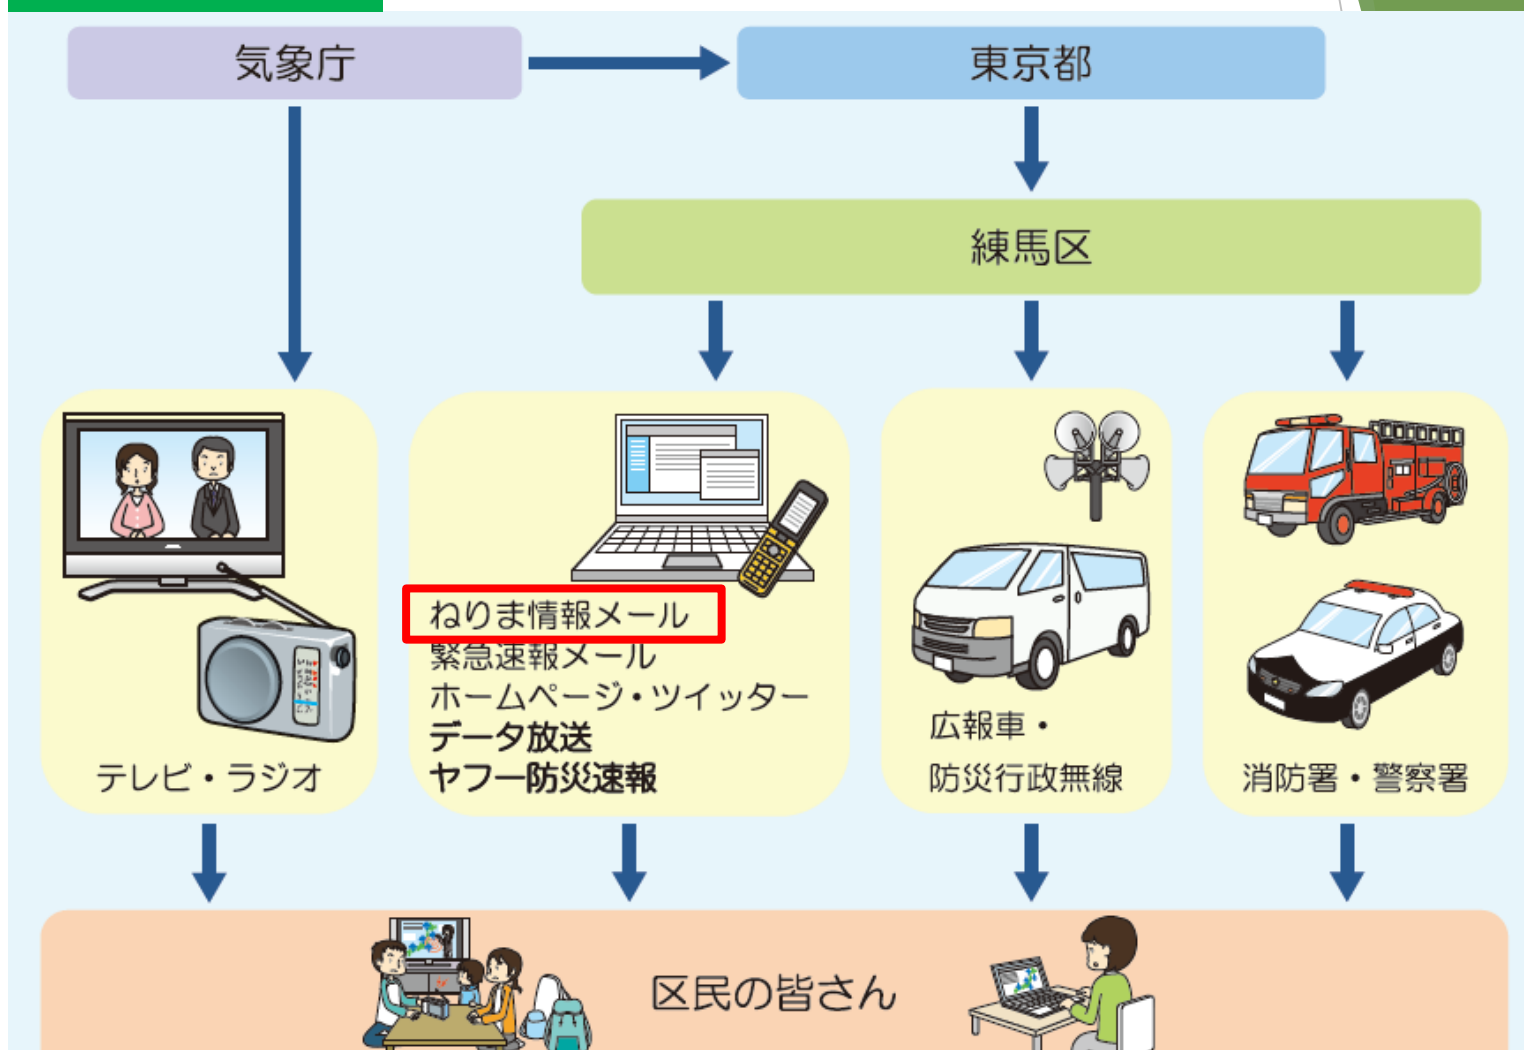 気象庁
東京都
練馬区
テレビ・ラジオ
ねりま情報メール
緊急速報メール
ホームページ・ツイッター
データ放送
ヤフー防災速報
広報車・
防災行政無線
消防署・警察署
区民の皆さん